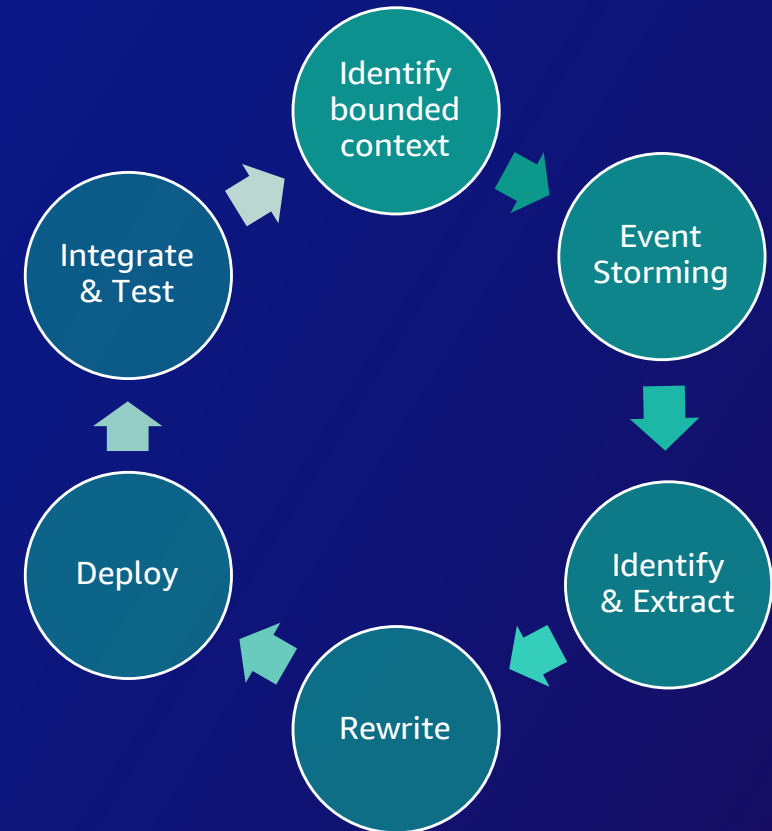 Identify
bounded
context
Event
Storming
Identify
& Extract
Rewrite
Deploy
Integrate
& Test